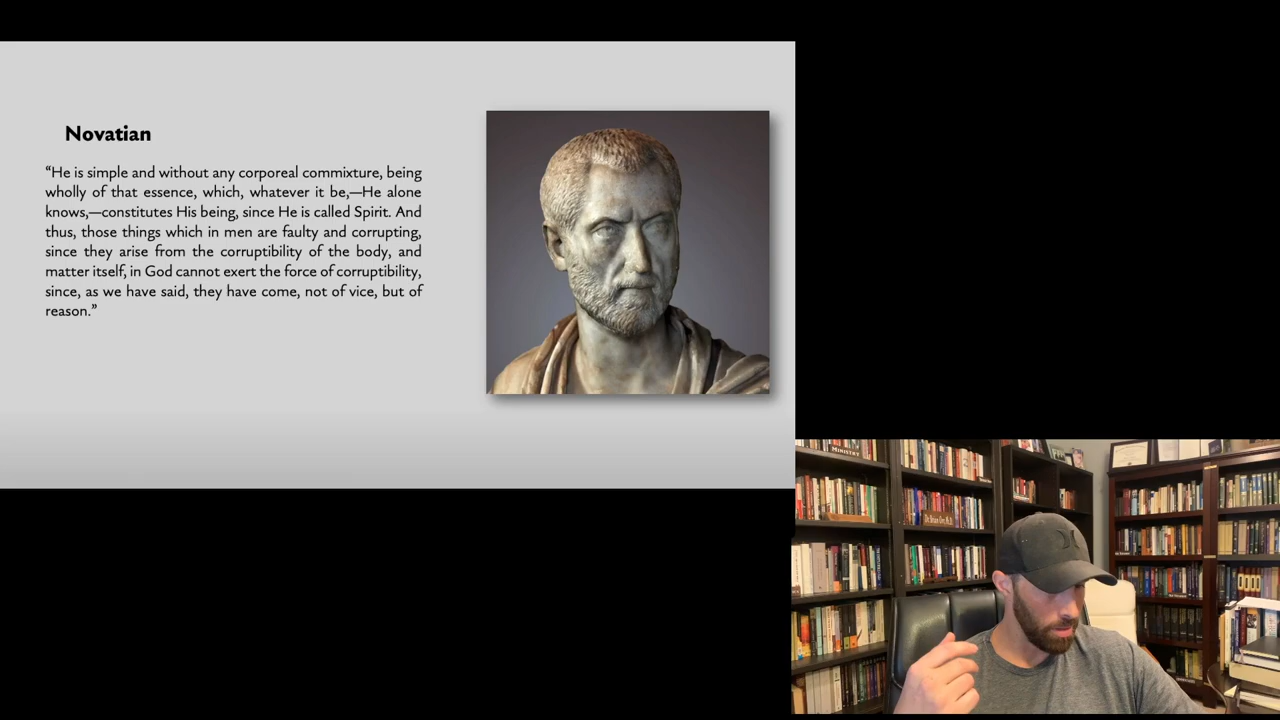 Novatian
“He is simple and without any corporeal commixture, being
wholly of that essence, which, whatever it be,—He alone
knows,—constitutes His being, since He is called Spirit. And
thus, those things which in men are faulty and corrupting,
since they arise from the corruptibility of the body, and
matter itself, in God cannot exert the force of corruptibility,
since, as we have said, they have come, not of vice, but of
reason.”
MINISTRY